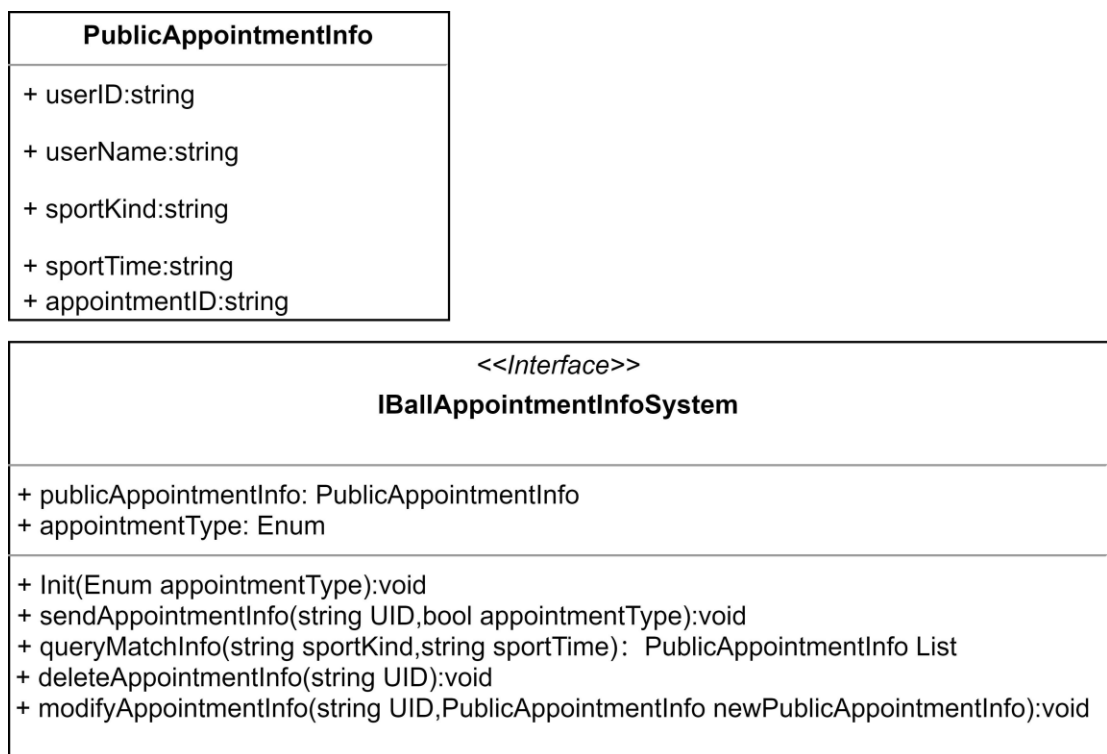 PublicAppointmentInfo
+ userID:string
+ userName:string
+ sportKind:string
+ sportTime:string
+ appointmentID:string
<<Interface>>
IBallAppointmentInfoSystem
+ publicAppointmentInfo: PublicAppointmentInfo
+ appointmentType: Enum
+ Init(Enum appointmentType):void
+ sendAppointmentInfo(string UID,bool appointmentType):void
+ queryMatchInfo(string sportKind,string sportTime)： PublicAppointmentInfo List
+ deleteAppointmentInfo(string UID):void
+ modifyAppointmentInfo(string UID,PublicAppointmentInfo newPublicAppointmentInfo):void